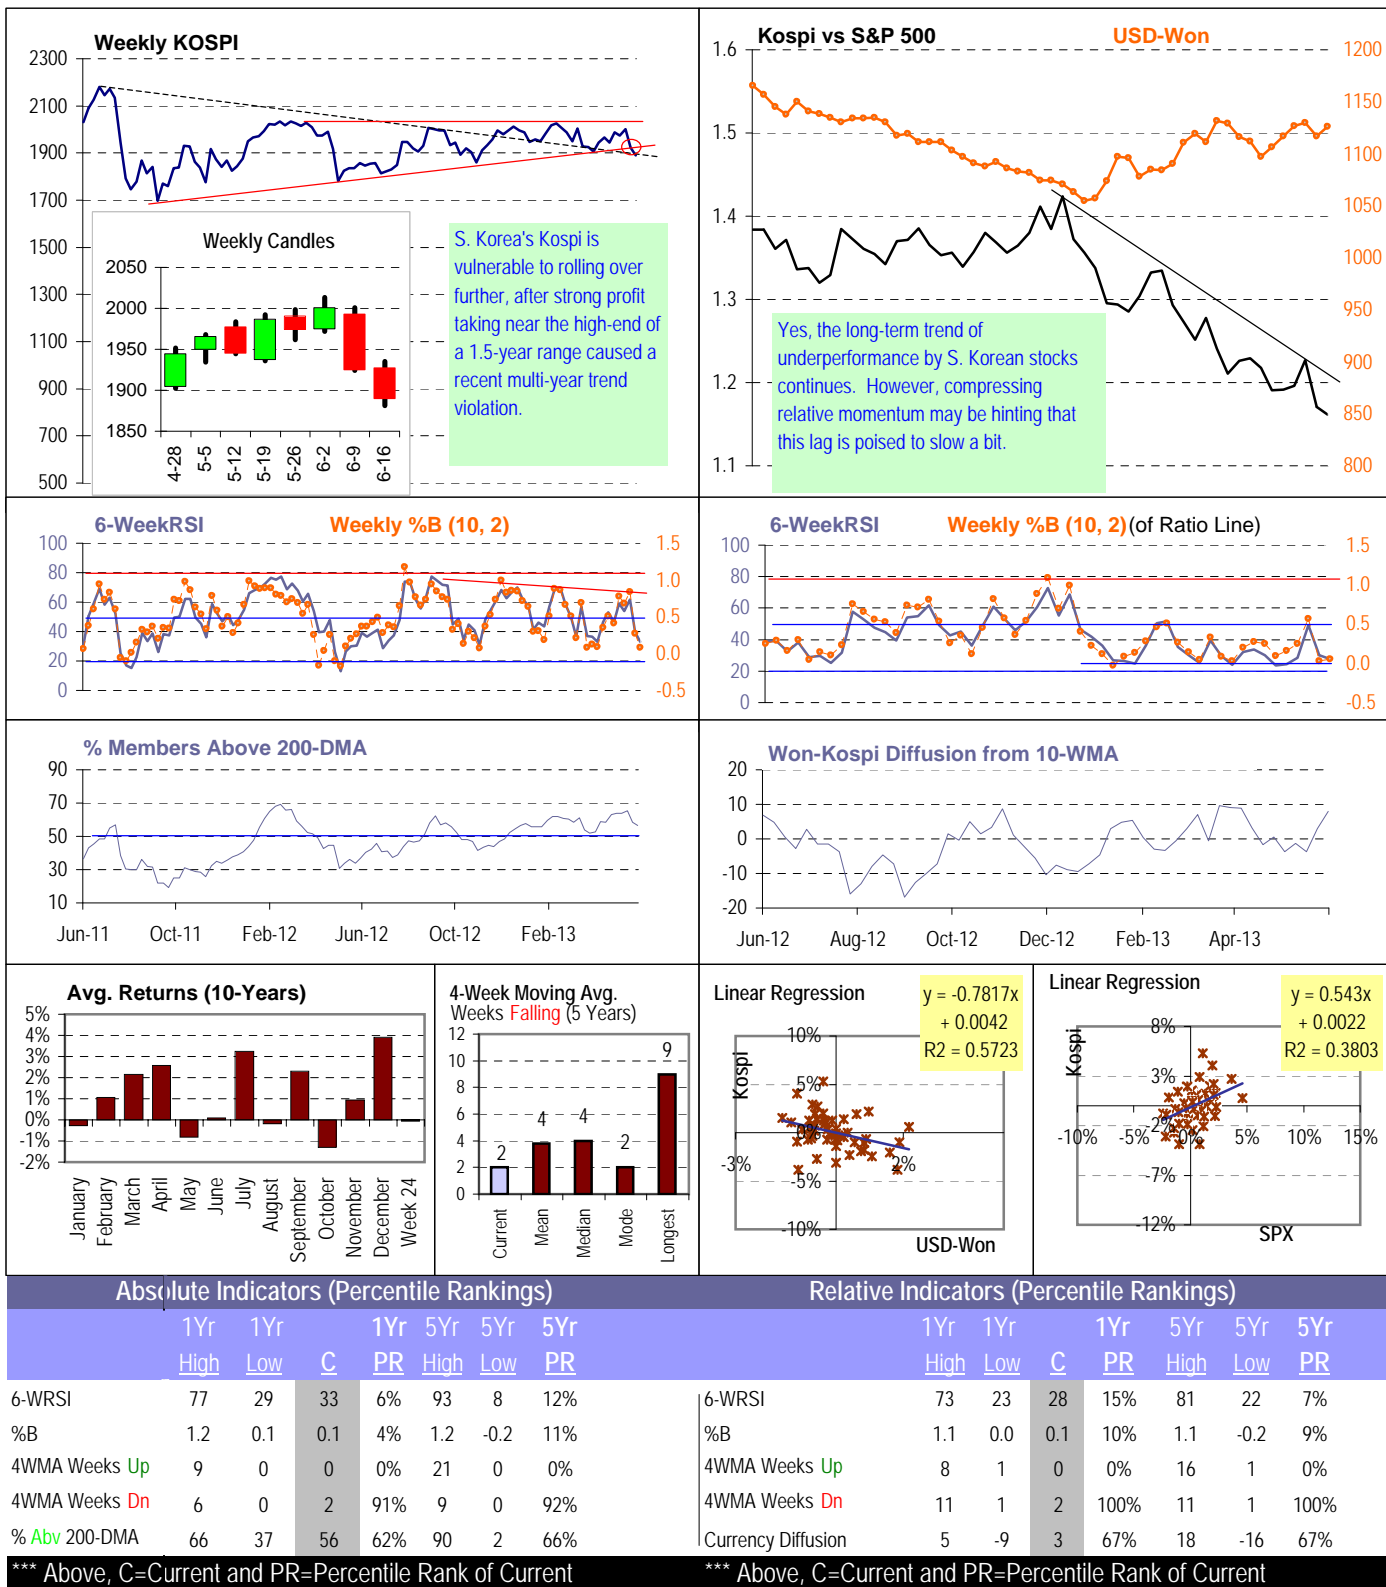 Weekly KOSPI
2300
2100
1900
1700
1500
1300
1100
900
700
500
Weekly Candles
2050
2000
1950
1900
1850
4-28
5-5
5-12
5-19
5-26
6-2
6-9
6-16
S. Korea's Kospi is
vulnerable to rolling over
further, after strong profit
taking near the high-end of
a 1.5-year range caused a
recent multi-year trend
violation.
Kospi vs S&P 500 USD-Won
1.6
1.5
1.4
1.3
1.2
1.1
1200
1150
1100
1050
1000
950
900
850
800
Yes, the long-term trend of
underperformance by S. Korean stocks
continues. However, compressing
relative momentum may be hinting that
this lag is poised to slow a bit.
6-WeekRSI Weekly %B (10, 2)
100
80
60
40
20
0
1.5
1.0
0.5
0.0
-0.5
6-WeekRSI Weekly %B (10, 2) (of Ratio Line)
100
80
60
40
20
0
1.5
1.0
0.5
0.0
-0.5
% Members Above 200-DMA
90
70
50
30
10
Jun-11 Oct-11 Feb-12 Jun-12 Oct-12 Feb-13
Won-Kospi Diffusion from 10-WMA
20
10
0
-10
-20
Jun-12 Aug-12 Oct-12 Dec-12 Feb-13 Apr-13
Avg. Returns (10-Years)
5%
4%
3%
2%
1%
0%
-1%
-2%
January
February
March
April
May
June
July
August
September
October
November
December
Week 24
4-Week Moving Avg.
Weeks Falling (5 Years)
12
10
8
6
4
2
0
2
4
4
2
9
Current
Mean
Median
Mode
Longest
Linear Regression
y = -0.7817x
+ 0.0042
R2 = 0.5723
Kospi
10%
5%
0%
-5%
-10%
-3%
2%
USD-Won
Linear Regression
y = 0.543x
+ 0.0022
R2 = 0.3803
Kospi
8%
3%
-2%
-7%
-12%
-10% -5% 0% 5% 10% 15%
SPX
Absolute Indicators (Percentile Rankings)
1Yr 1Yr 1Yr 5Yr 5Yr 5Yr
High Low C PR High Low PR
6-WRSI 77 29 33 6% 93 8 12%
%B 1.2 0.1 0.1 4% 1.2 -0.2 11%
4WMA Weeks Up 9 0 0 0% 21 0 0%
4WMA Weeks Dn 6 0 2 91% 9 0 92%
% Abv 200-DMA 66 37 56 62% 90 2 66%
*** Above, C=Current and PR=Percentile Rank of Current
Relative Indicators (Percentile Rankings)
1Yr 1Yr 1Yr 5Yr 5Yr 5Yr
High Low C PR High Low PR
6-WRSI 73 23 28 15% 81 22 7%
%B 1.1 0.0 0.1 10% 1.1 -0.2 9%
4WMA Weeks Up 8 1 0 0% 16 1 0%
4WMA Weeks Dn 11 1 2 100% 11 1 100%
Currency Diffusion 5 -9 3 67% 18 -16 67%
*** Above, C=Current and PR=Percentile Rank of Current